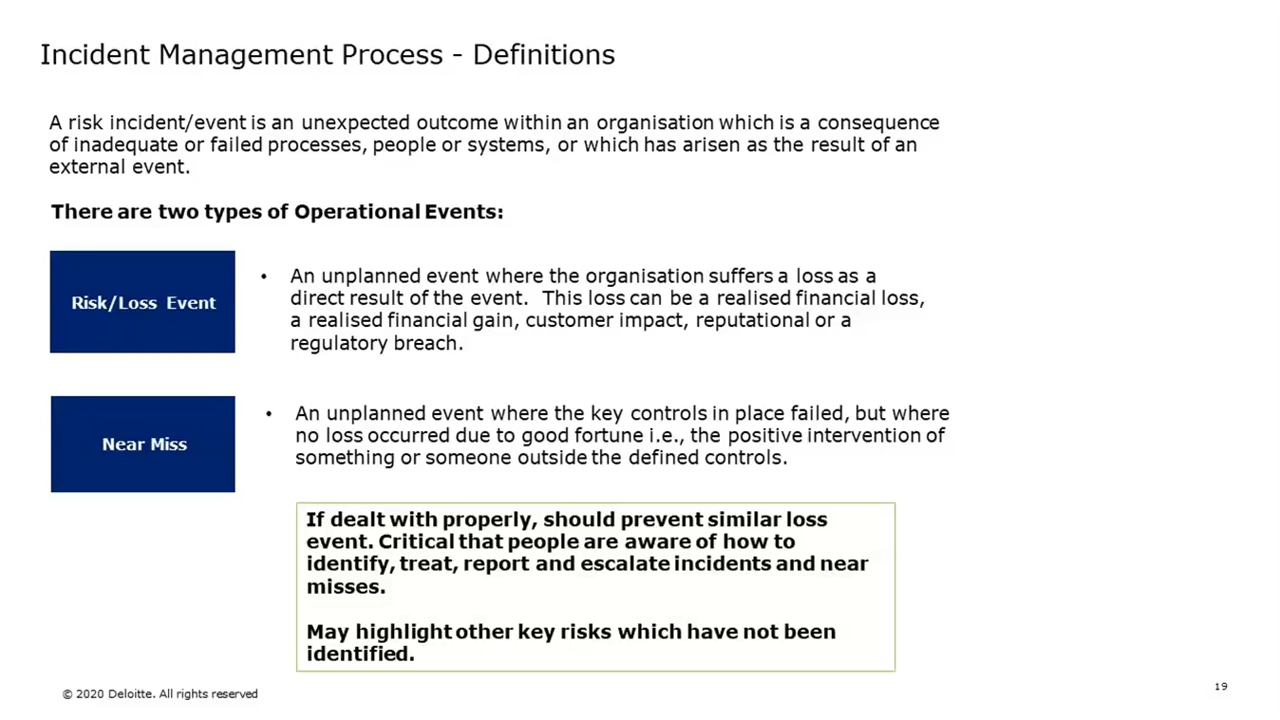 Incident Management Process - Definitions
A risk incident/event is an unexpected outcome within an organisation which is a consequence
of inadequate or failed processes, people or systems, or which has arisen as the result of an
external event.
There are two types of Operational Events:
Risk/Loss Event
• An unplanned event where the organisation suffers a loss as a
direct result of the event. This loss can be a realised financial loss,
a realised financial gain, customer impact, reputational or a
regulatory breach.
Near Miss
• An unplanned event where the key controls in place failed, but where
no loss occurred due to good fortune i.e., the positive intervention of
something or someone outside the defined controls.
If dealt with properly, should prevent similar loss
event. Critical that people are aware of how to
identify, treat, report and escalate incidents and near
misses.
May highlight other key risks which have not been
identified.
© 2020 Deloitte. All rights reserved
19